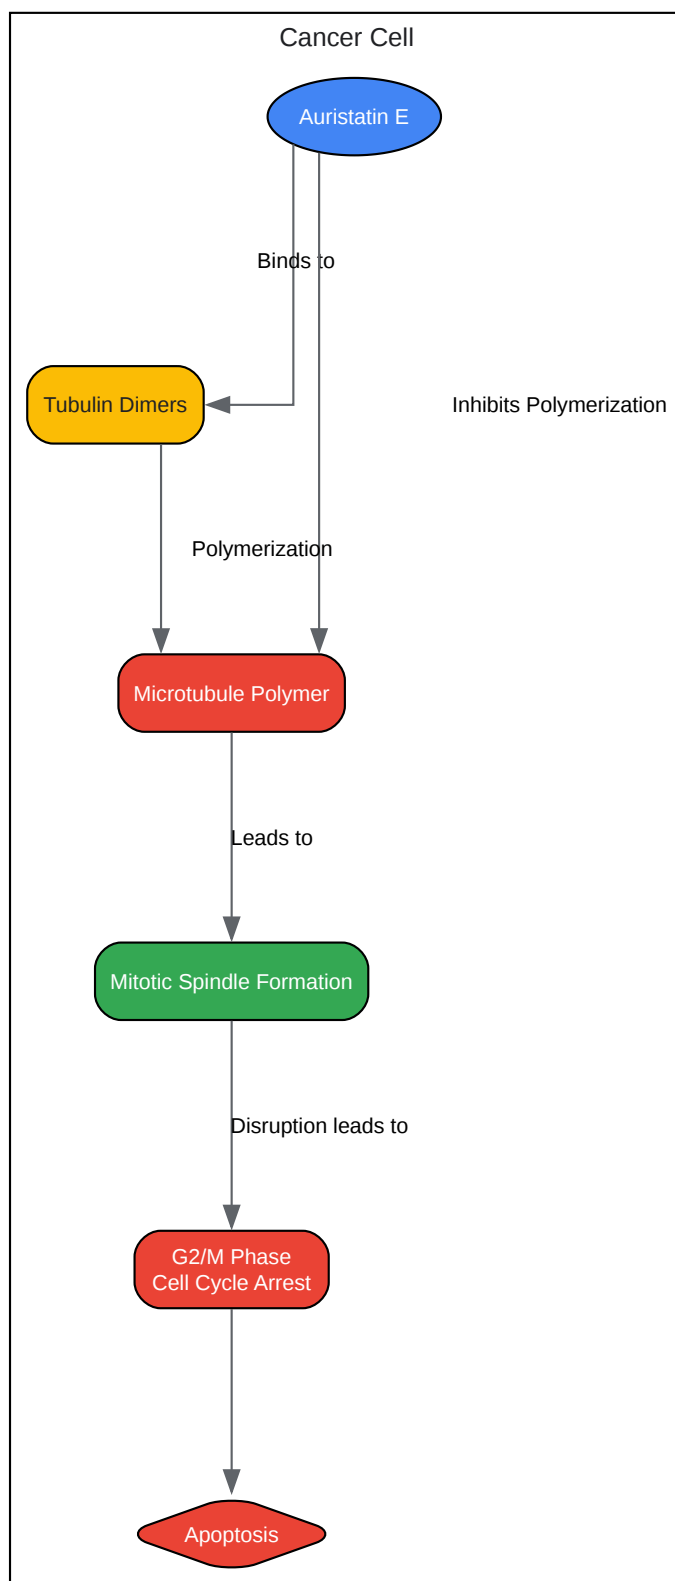 Cancer Cell
Auristatin E
Binds to
Tubulin Dimers
Inhibits Polymerization
Polymerization
Microtubule Polymer
Leads to
Mitotic Spindle Formation
Disruption leads to
G2/M Phase
Cell Cycle Arrest
Apoptosis